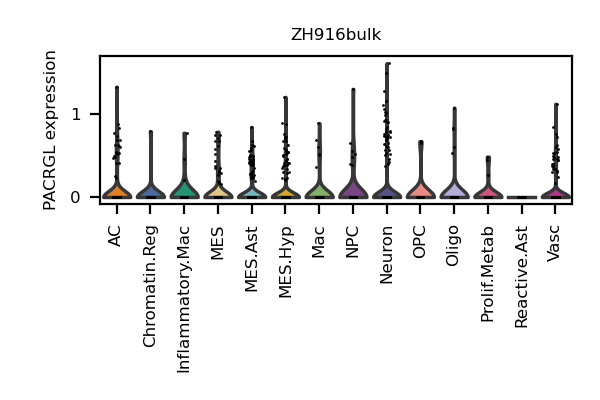 ZH916bulk
PACRGL expression
1
0
AC
Chromatin.Reg
Inflammatory.Mac
MES
MES.Ast
MES.Hyp
Mac
NPC
Neuron
OPC
Oligo
Prolif.Metab
Reactive.Ast
Vasc